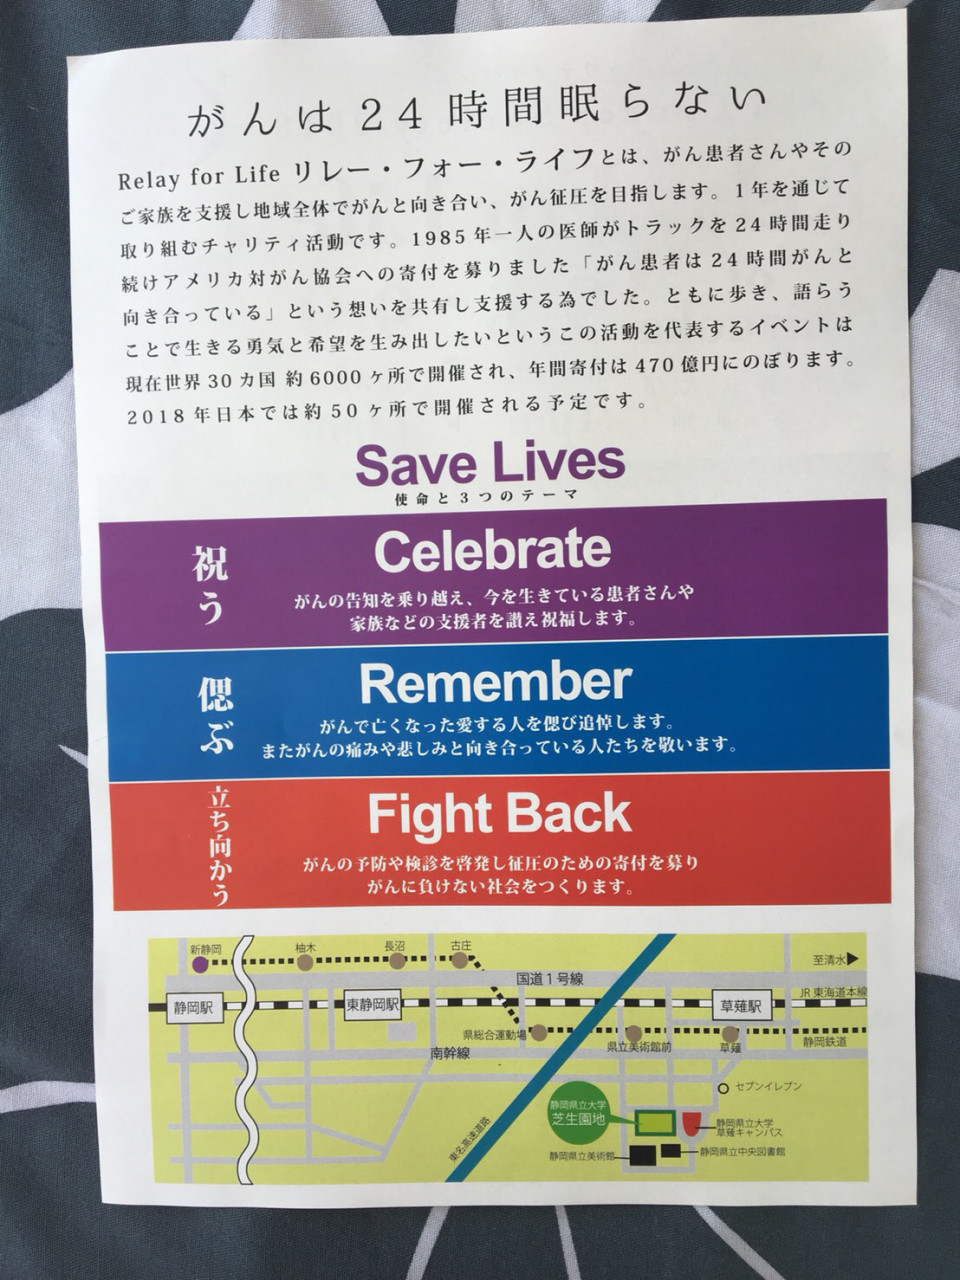 がんは24時間眠らない
Relay for Life リレー・フォー・ライフとは、がん患者さんやその
ご家族を支援し地域全体でがんと向き合い、がん征圧を目指します。1年を通じて
取り組むチャリティ活動です。1985年一人の医師がトラックを24時間走り
続けアメリカ対がん協会への寄付を募りました「がん患者は24時間がんと
向き合っている」という想いを共有し支援する為でした。ともに歩き、語らう
ことで生きる勇気と希望を生み出したいというこの活動を代表するイベントは
現在世界30カ国 約6000ヶ所で開催され、年間寄付は470億円にのぼります。
2018年日本では約50ヶ所で開催される予定です。
Save Lives
使命と3つのテーマ
祝う
Celebrate
がんの告知を乗り越え、今を生きている患者さんや
家族などの支援者を讃え祝福します。
偲ぶ
Remember
がんで亡くなった愛する人を偲び追悼します。
またがんの痛みや悲しみと向き合っている人たちを敬います。
立ち向かう
Fight Back
がんの予防や検診を啓発し征圧のための寄付を募り
がんに負けない社会をつくります。
新静岡
柚木
長沼
古庄
至清水▶
国道1号線
JR東海道本線
静岡駅
東静岡駅
草薙駅
県総合運動場
県立美術館前
草薙
静岡鉄道
南幹線
セブンイレブン
静岡県立大学
芝生園地
静岡県立大学
草薙キャンパス
東名高速道路
静岡県立美術館
静岡県立中央図書館